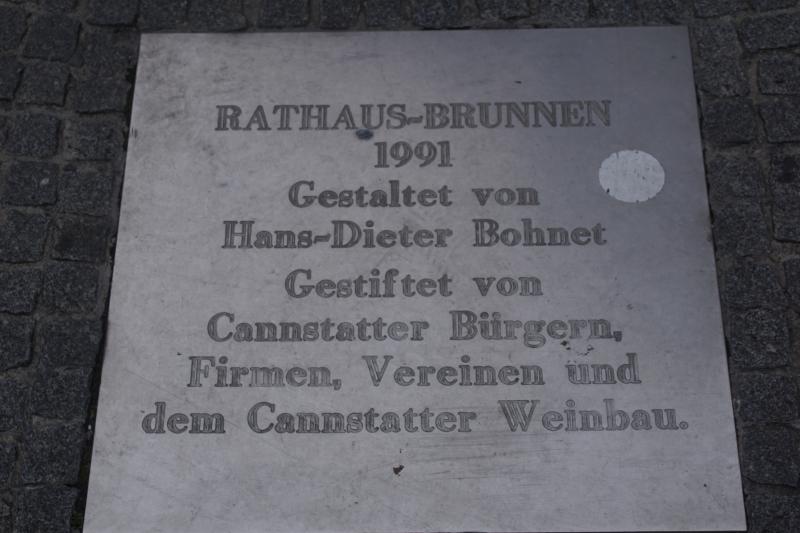 RATHAUS-BRUNNEN
1991
Gestaltet von
Hans-Dieter Bohnet
Gestiftet von
Cannstatter Bürgern,
Firmen, Vereinen und
dem Cannstatter Weinbau.